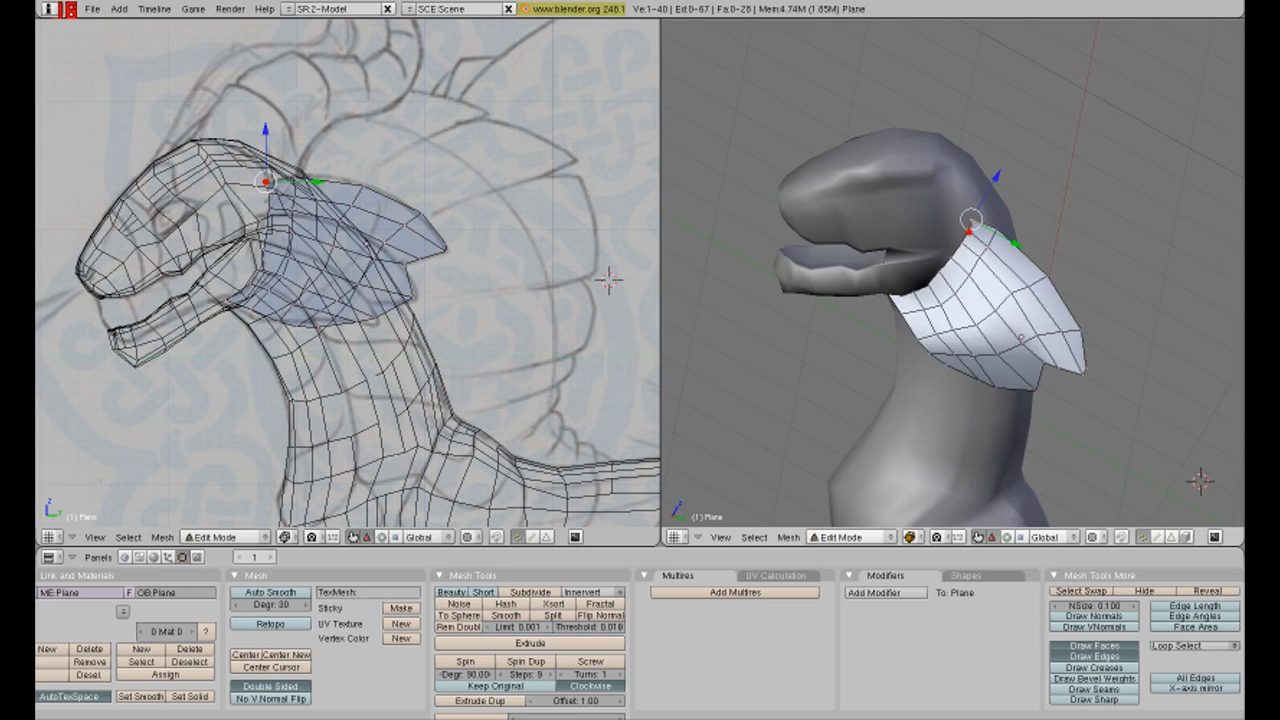 File Add Timeline Game Render Help SR:2-Model SCE:Scene www.blender.org 248.1 Ve:1-40 | Ed:0-67 | Fa:0-28 | Mem:4.74M (1.85M) Plane
(1) Plane (1) Plane
View Select Mesh Edit Mode Global View Select Mesh Edit Mode Global
Panels 1
Link and Materials Mesh Mesh Tools Multires UV Calculation Modifiers Shapes Mesh Tools More
ME:Plane F OB:Plane Auto Smooth TexMesh: Beauty Short Subdivide Innervert Add Multires Add Modifier To: Plane Select Swap Hide Reveal
Degr: 30 Sticky Make Noise Hash Xsort Fractal NSize: 0.100 Edge Length
0 Mat 0 ? Retopo UV Texture New To Sphere Smooth Split Flip Normal Draw Normals Edge Angles
Rem Doubl Limit: 0.001 Threshold: 0.018 Draw VNormals Face Area
New Delete New Delete Vertex Color New Extrude Draw Faces Loop Select
Remove Select Deselect Center Center New Spin Spin Dup Screw Draw Edges
Desel Assign Center Cursor Degr: 90.00 Steps: 9 Turns: 1 Draw Creases
AutoTexSpace Set Smooth Set Solid Double Sided Keep Original Clockwise Draw Bevel Weights All Edges
No V.Normal Flip Extrude Dup Offset: 1.00 Draw Seams X-axis mirror
Draw Sharp